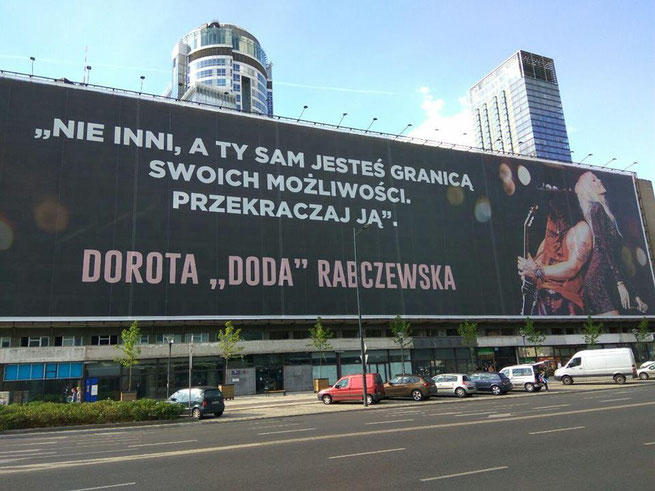 „NIE INNI, A TY SAM JESTEŚ GRANICĄ
SWOICH MOŻLIWOŚCI.
PRZEKRACZAJ JĄ”.
DOROTA „DODA” RABCZEWSKA